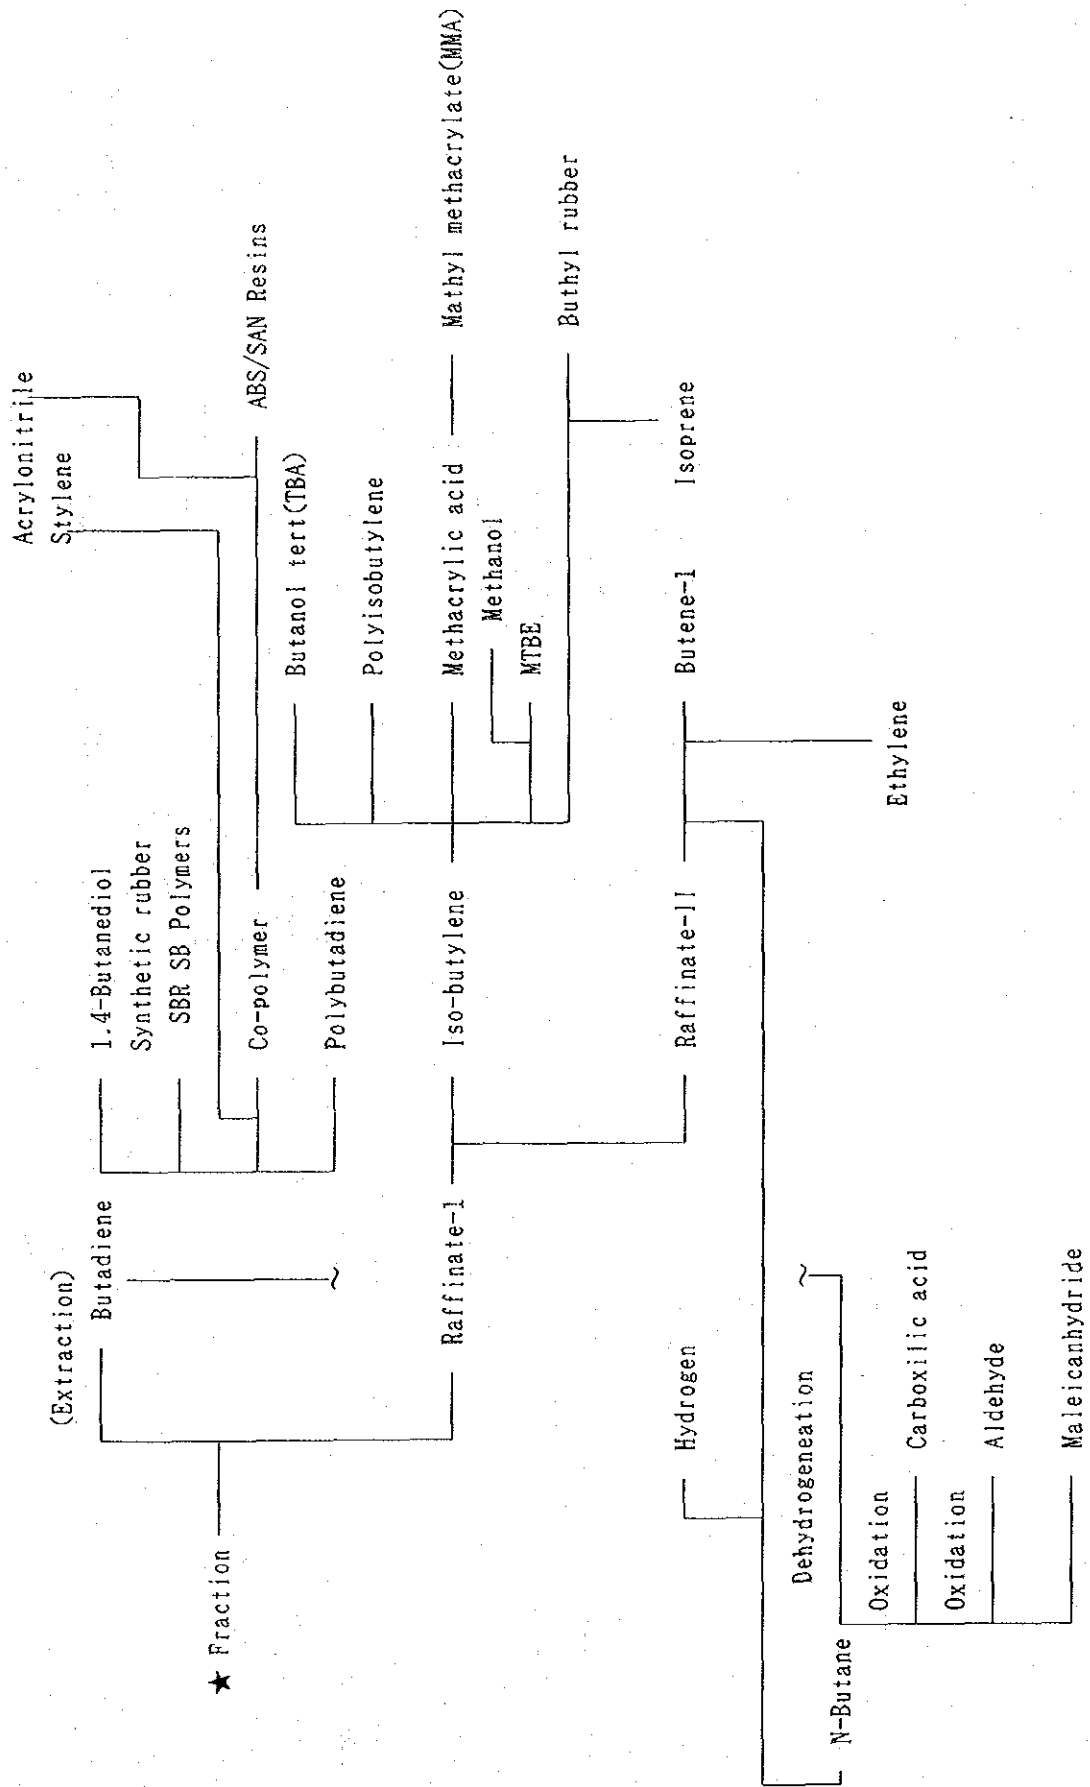 Acrylonitrile
Stylene
(Extraction)
Butadiene
1.4-Butanediol
Synthetic rubber
SBR SB Polymers
★ Fraction
Co-polymer
ABS/SAN Resins
Butanol tert(TBA)
Polybutadiene
Polyisobutylene
Raffinate-I
Iso-butylene
Methacrylic acid
Mathyl methacrylate(MMA)
Methanol
MTBE
Buthyl rubber
Hydrogen
Raffinate-II
Butene-1
Isoprene
Dehydrogeneation
N-Butane
Oxidation
Ethylene
Carboxilic acid
Oxidation
Aldehyde
Maleicanhydride